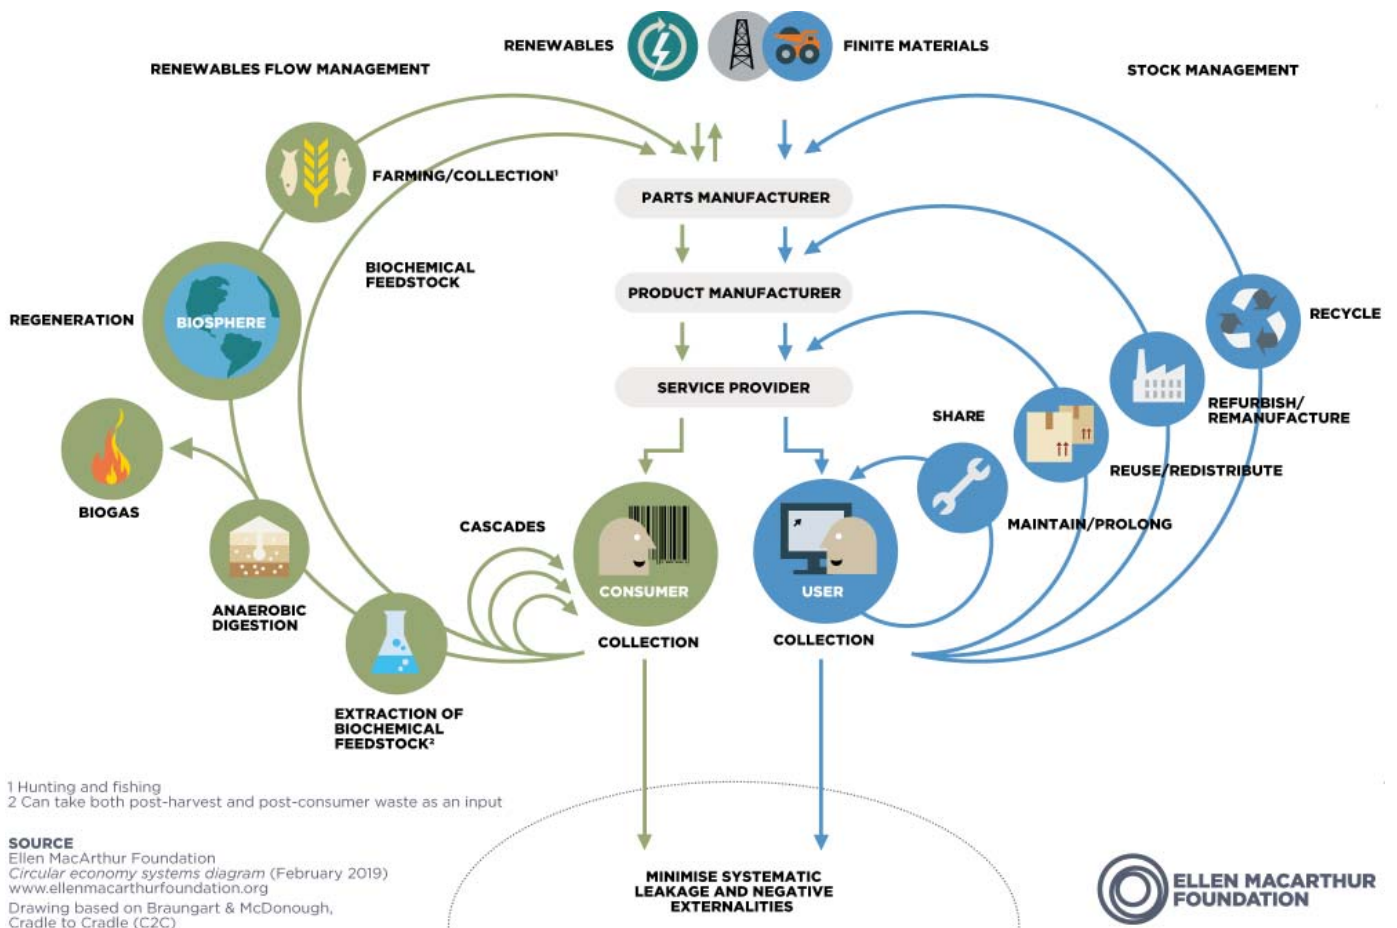 RENEWABLES
FINITE MATERIALS
RENEWABLES FLOW MANAGEMENT
STOCK MANAGEMENT
FARMING/COLLECTION¹
PARTS MANUFACTURER
BIOCHEMICAL
FEEDSTOCK
PRODUCT MANUFACTURER
REGENERATION
BIOSPHERE
RECYCLE
SERVICE PROVIDER
SHARE
REFURBISH/
REMANUFACTURE
REUSE/REDISTRIBUTE
BIOGAS
CASCADES
MAINTAIN/PROLONG
CONSUMER
USER
ANAEROBIC
DIGESTION
COLLECTION
COLLECTION
EXTRACTION OF
BIOCHEMICAL
FEEDSTOCK²
1 Hunting and fishing
2 Can take both post-harvest and post-consumer waste as an input
SOURCE
Ellen MacArthur Foundation
Circular economy systems diagram (February 2019)
www.ellenmacarthurfoundation.org
Drawing based on Braungart & McDonough,
Cradle to Cradle (C2C)
MINIMISE SYSTEMATIC
LEAKAGE AND NEGATIVE
EXTERNALITIES
ELLEN MACARTHUR
FOUNDATION